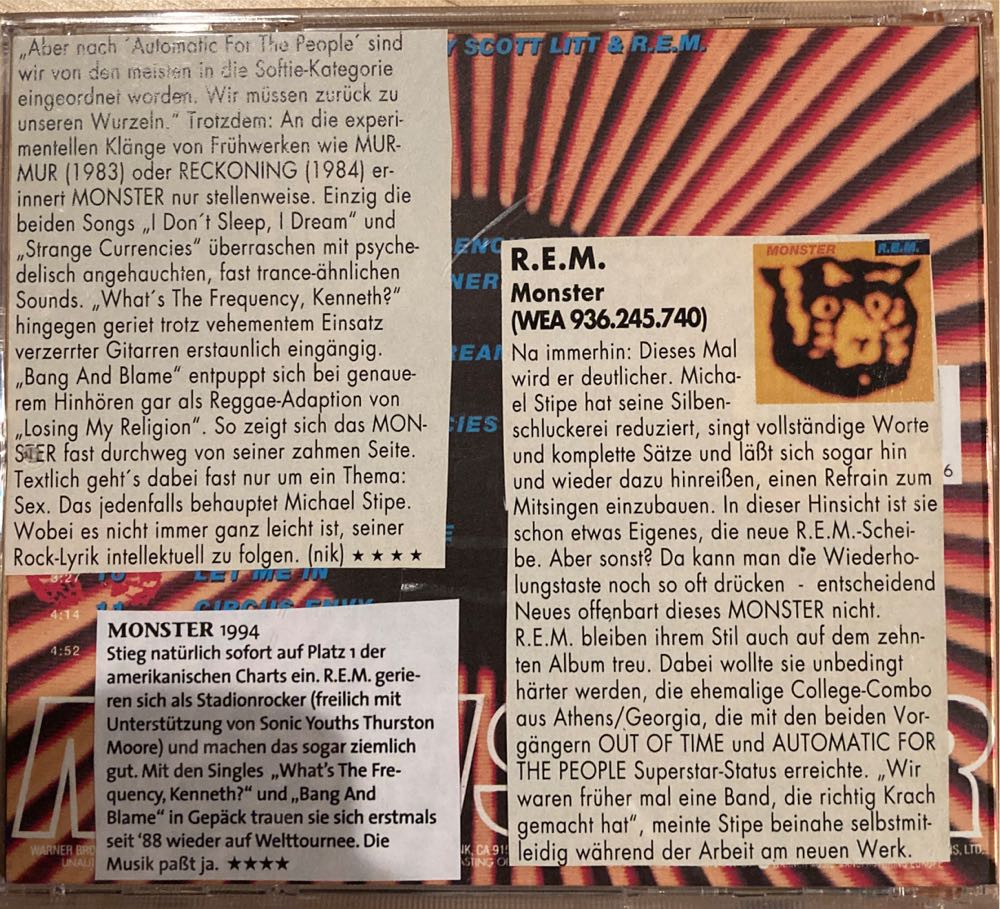 Y SCOTT LITT & R.E.M.
„Aber nach ´Automatic For The People´ sind
wir von den meisten in die Softie-Kategorie
eingeordnet worden. Wir müssen zurück zu
unseren Wurzeln.“ Trotzdem: An die experi-
mentellen Klänge von Frühwerken wie MUR-
MUR (1983) oder RECKONING (1984) er-
innert MONSTER nur stellenweise. Einzig die
beiden Songs „I Don´t Sleep, I Dream“ und
„Strange Currencies“ überraschen mit psyche-
delisch angehauchten, fast trance-ähnlichen
Sounds. „What´s The Frequency, Kenneth?“
hingegen geriet trotz vehementem Einsatz
verzerrter Gitarren erstaunlich eingängig.
„Bang And Blame“ entpuppt sich bei genaue-
rem Hinhören gar als Reggae-Adaption von
„Losing My Religion“. So zeigt sich das MON-
STER fast durchweg von seiner zahmen Seite.
Textlich geht´s dabei fast nur um ein Thema:
Sex. Das jedenfalls behauptet Michael Stipe.
Wobei es nicht immer ganz leicht ist, seiner
Rock-Lyrik intellektuell zu folgen. (nik) ★ ★ ★ ★
MONSTER R.E.M.
R.E.M.
Monster
(WEA 936.245.740)
Na immerhin: Dieses Mal
wird er deutlicher. Micha-
el Stipe hat seine Silben-
schluckerei reduziert, singt vollständige Worte
und komplette Sätze und läßt sich sogar hin
und wieder dazu hinreißen, einen Refrain zum
Mitsingen einzubauen. In dieser Hinsicht ist sie
schon etwas Eigenes, die neue R.E.M.-Schei-
be. Aber sonst? Da kann man die Wiederho-
lungstaste noch so oft drücken - entscheidend
Neues offenbart dieses MONSTER nicht.
R.E.M. bleiben ihrem Stil auch auf dem zehn-
ten Album treu. Dabei wollte sie unbedingt
härter werden, die ehemalige College-Combo
aus Athens/Georgia, die mit den beiden Vor-
gängern OUT OF TIME und AUTOMATIC FOR
THE PEOPLE Superstar-Status erreichte. „Wir
waren früher mal eine Band, die richtig Krach
gemacht hat“, meinte Stipe beinahe selbstmit-
leidig während der Arbeit am neuen Werk.
6
3:27 10 LET ME IN
4:14 11 CIRCUS ENVY
4:52
MONSTER 1994
Stieg natürlich sofort auf Platz 1 der
amerikanischen Charts ein. R.E.M. gerie-
ren sich als Stadionrocker (freilich mit
Unterstützung von Sonic Youths Thurston
Moore) und machen das sogar ziemlich
gut. Mit den Singles „What's The Fre-
quency, Kenneth?“ und „Bang And
Blame“ in Gepäck trauen sie sich erstmals
seit '88 wieder auf Welttournee. Die
Musik paßt ja. ★★★★